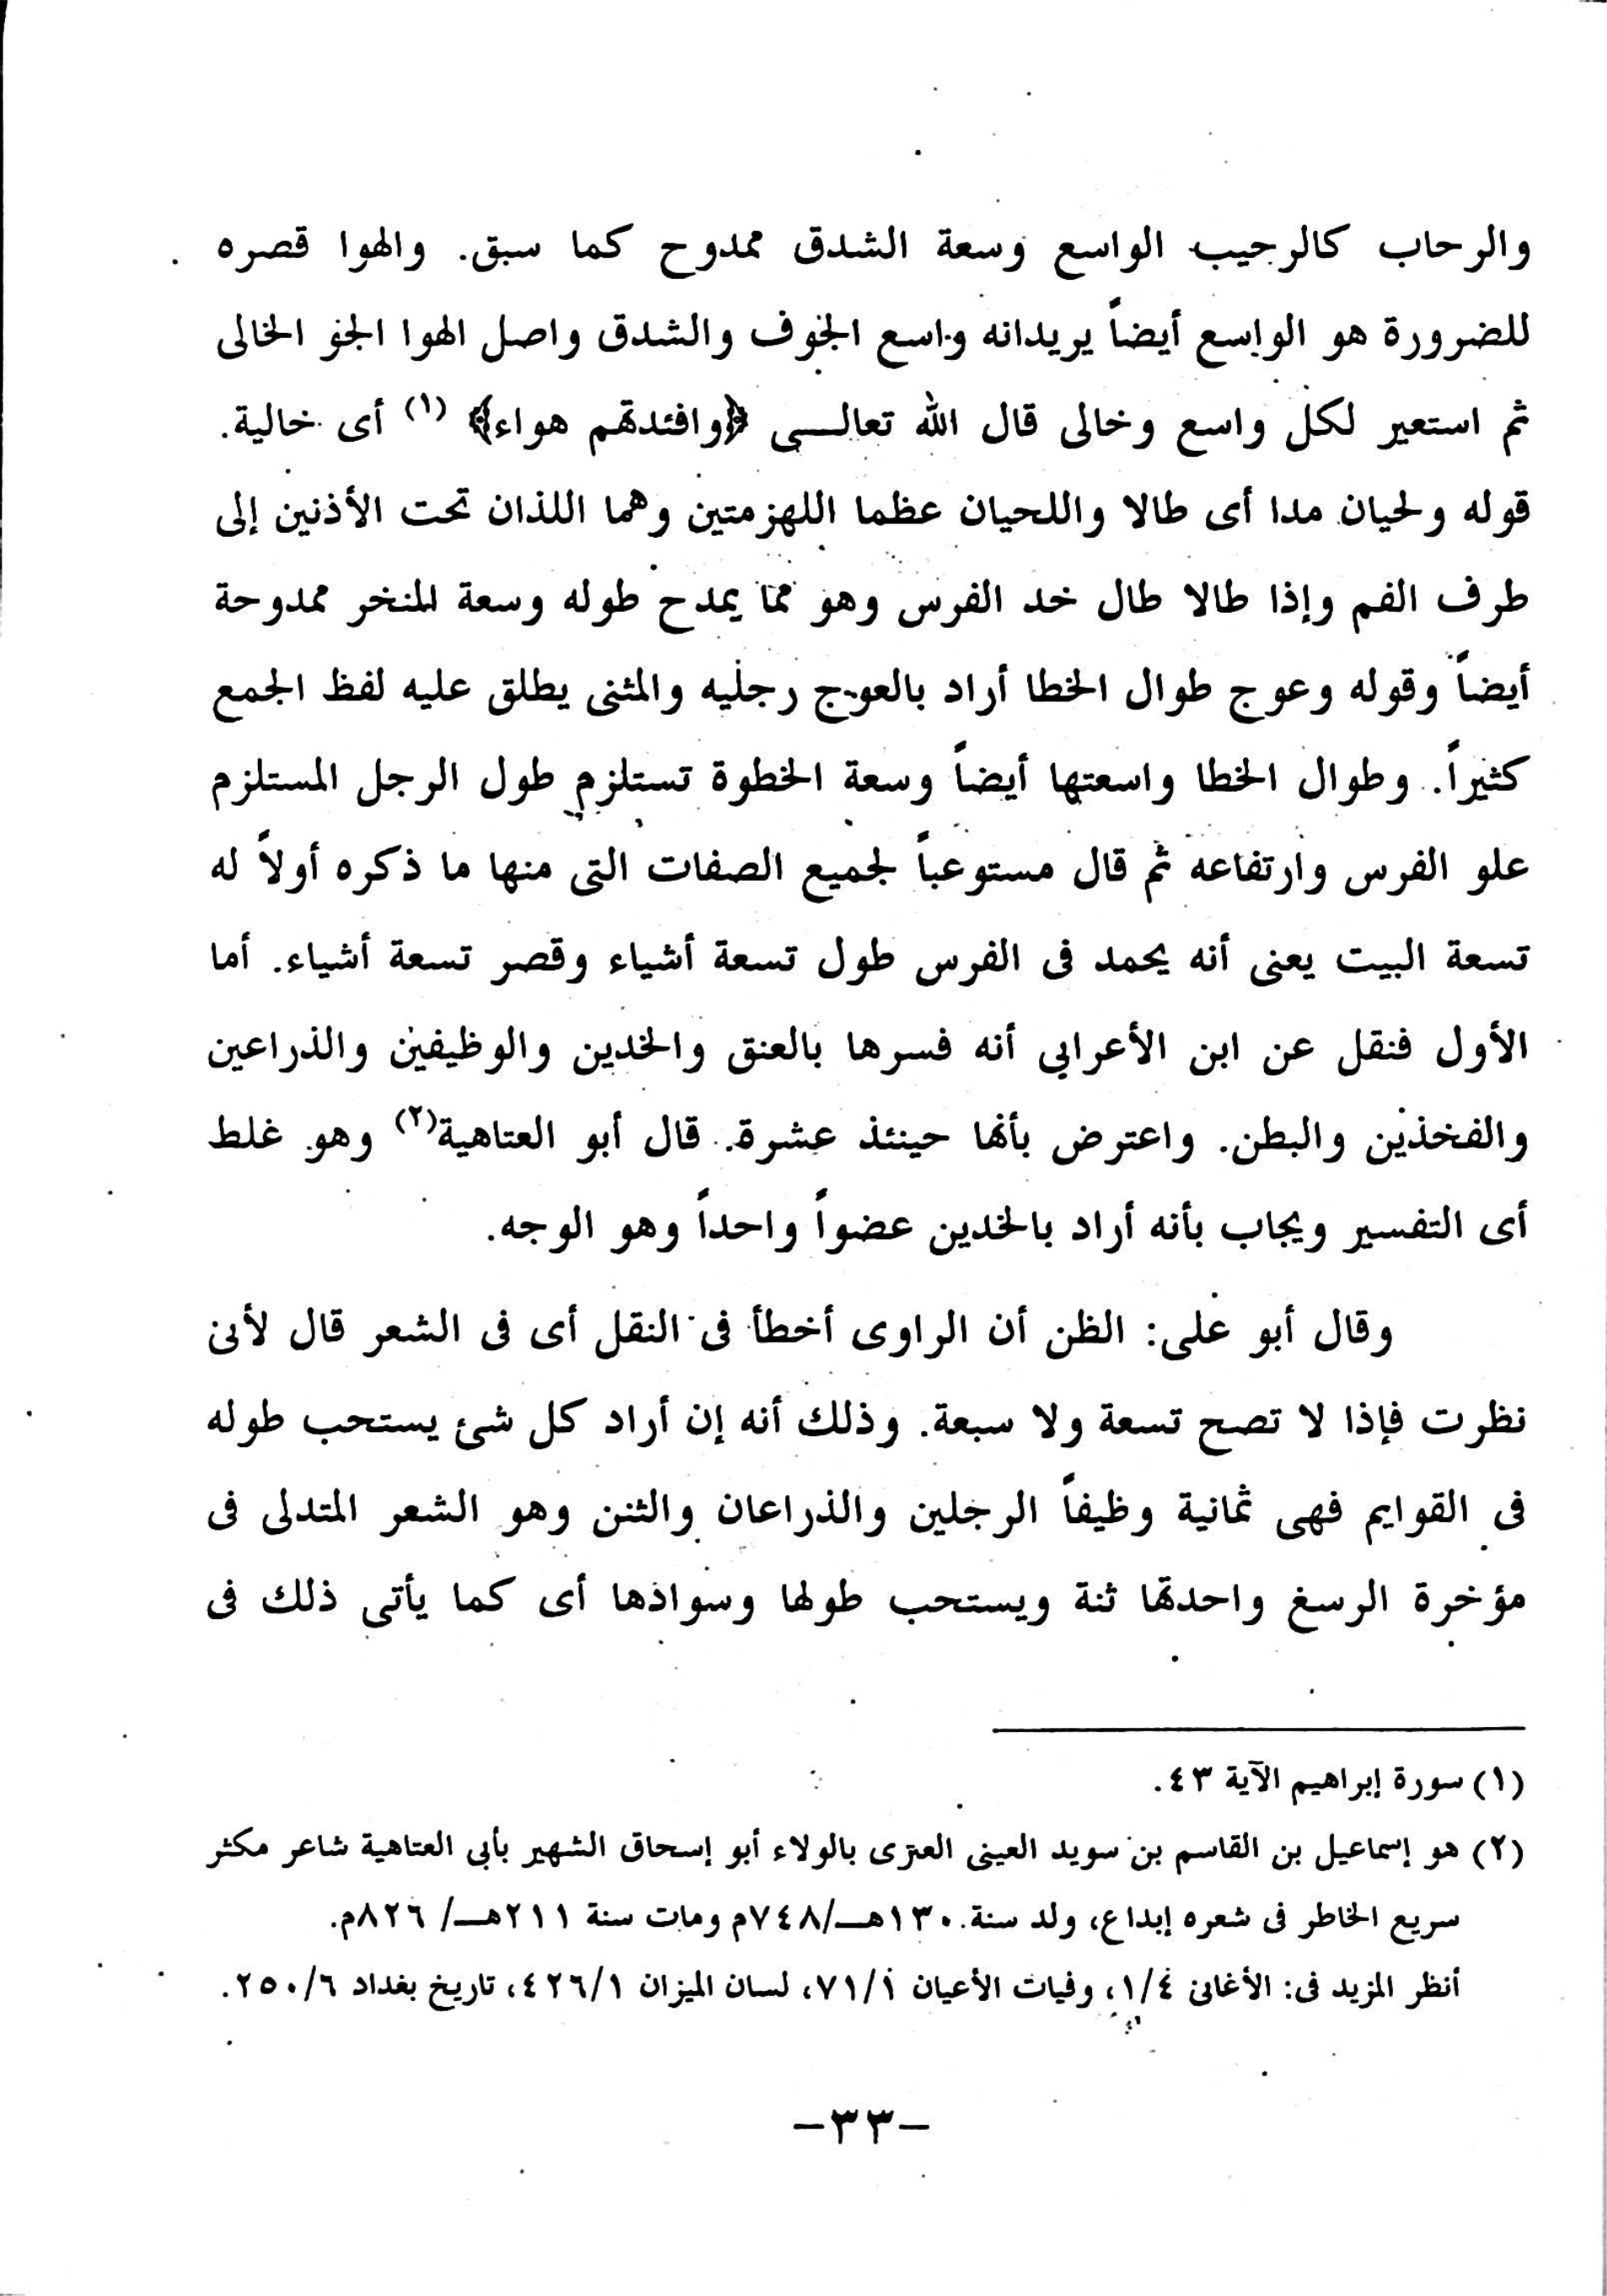 والرحاب كالرجيب الواسع وسعة الشدق ممدوح كما سبق. والهوا قصره
للضرورة هو الواسع أيضاً يريدانه واسع الجوف والشدق واصل الهوا الجو الخالى
ثم استعير لكل واسع وخالى قال الله تعالى ﴿وافئدتهم هواء﴾ (١) أى خالية.
قوله ولحيان مدا أى طالا واللحيان عظما اللهزمتين وهما اللذان تحت الأذنين إلى
طرف الفم وإذا طالا طال خد الفرس وهو مما يمدح طوله وسعة المنخر ممدوحة
أيضاً وقوله وعوج طوال الخطا أراد بالعوج رجليه والمثنى يطلق عليه لفظ الجمع
كثيراً. وطوال الخطا واسعتها أيضاً وسعة الخطوة تستلزم طول الرجل المستلزم
علو الفرس وارتفاعه ثم قال مستوعباً لجميع الصفات التى منها ما ذكره أولاً له
تسعة البيت يعنى أنه يحمد فى الفرس طول تسعة أشياء وقصر تسعة أشياء. أما
الأول فنقل عن ابن الأعرابى أنه فسرها بالعنق والخدين والوظيفين والذراعين
والفخذين والبطن. واعترض بأنها حينئذ عشرة. قال أبو العتاهية(٢) وهو غلط
أى التفسير ويجاب بأنه أراد بالخدين عضواً واحداً وهو الوجه.
وقال أبو على: الظن أن الراوى أخطأ فى النقل أى فى الشعر قال لأنى
نظرت فإذا لا تصح تسعة ولا سبعة. وذلك أنه إن أراد كل شئ يستحب طوله
فى القوايم فهى ثمانية وظيفاً الرجلين والذراعان والثنن وهو الشعر المتدلى فى
مؤخرة الرسغ واحدتها ثنة ويستحب طولها وسوادها أى كما يأتى ذلك فى
(١) سورة إبراهيم الآية ٤٣.
(٢) هو إسماعيل بن القاسم بن سويد العينى العترى بالولاء أبو إسحاق الشهير بأبى العتاهية شاعر مكثر
سريع الخاطر فى شعره إبداع، ولد سنة ١٣٠هـ/٧٤٨م ومات سنة ٢١١هـ/ ٨٢٦م.
أنظر المزيد فى: الأغانى ١/٤، وفيات الأعيان ٧١/١، لسان الميزان ٤٢٦/١، تاريخ بغداد ٢٥٠/٦.
-٣٣-